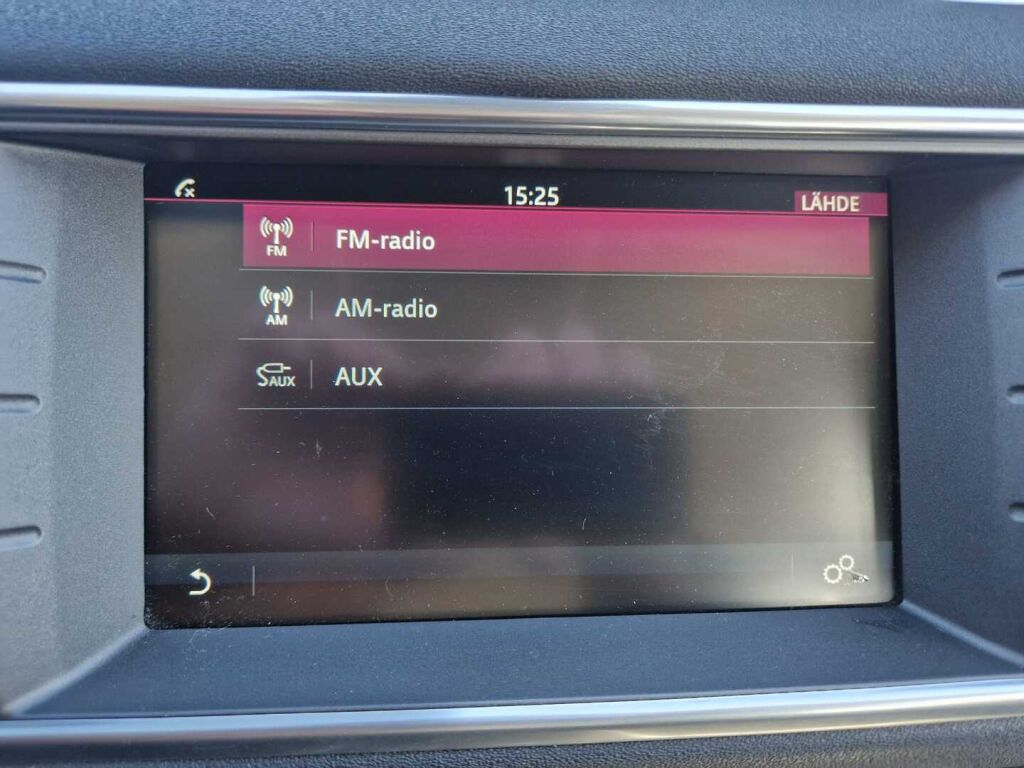 15:25
LÄHDE
FM
FM-radio
AM
AM-radio
AUX
AUX